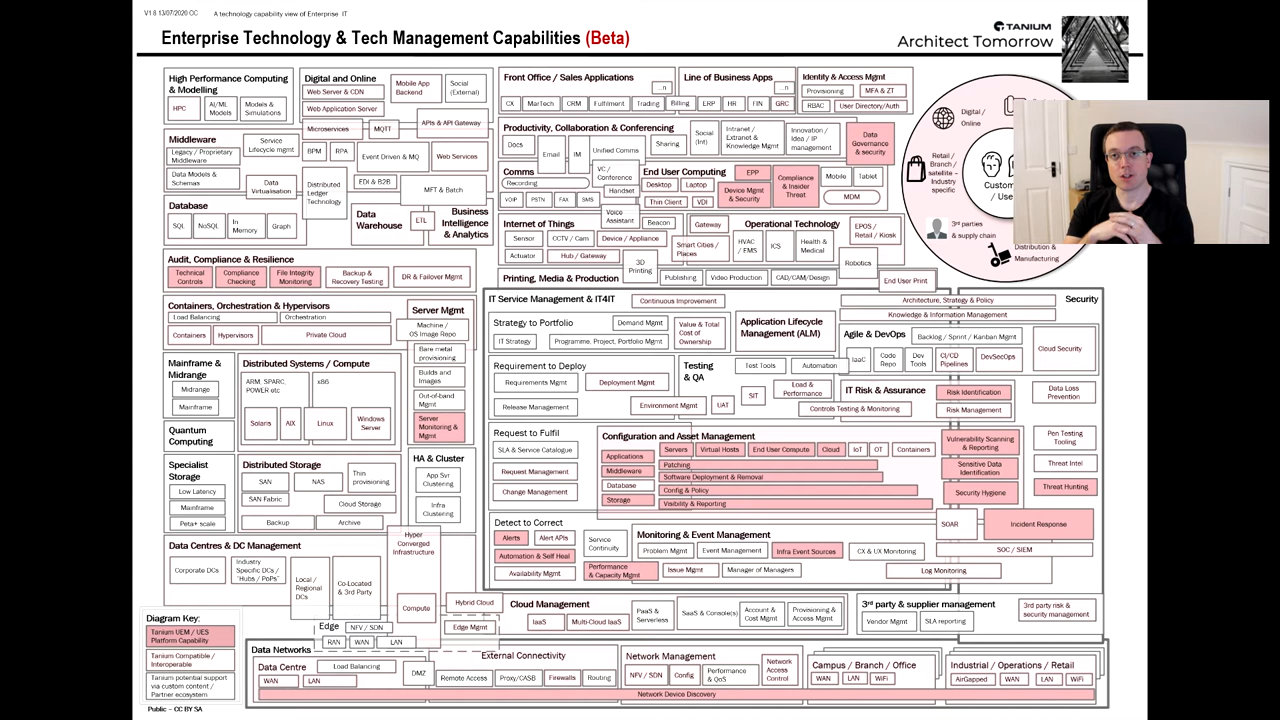 V1.8 13/07/2020 OC
A technology capability view of Enterprise IT
Enterprise Technology & Tech Management Capabilities (Beta)
TANIUM
Architect Tomorrow
High Performance Computing
& Modelling
HPC
AI/ML
Models
Models &
Simulations
Digital and Online
Web Server & CDN
Mobile App
Backend
Social
(External)
Web Application Server
Microservices
MQTT
APIs & API Gateway
BPM
RPA
Event Driven & MQ
Web Services
Distributed
Ledger
Technology
EDI & B2B
MFT & Batch
Middleware
Service
Lifecycle mgmt
Legacy / Proprietary
Middleware
Data Models &
Schemas
Data
Virtualisation
Database
SQL
NoSQL
In
Memory
Graph
Data
Warehouse
ETL
Business
Intelligence
& Analytics
Front Office / Sales Applications
...n
CX
MarTech
CRM
Fulfilment
Trading
Line of Business Apps
...n
Billing
ERP
HR
FIN
GRC
Identity & Access Mgmt
Provisioning
MFA & ZT
RBAC
User Directory/Auth
Productivity, Collaboration & Conferencing
Docs
Email
IM
Unified Comms
Sharing
Social
(Int)
Intranet /
Extranet &
Knowledge Mgmt
Innovation /
Idea / IP
management
Data
Governance
& security
Comms
Recording
VC /
Conference
Handset
VOIP
PSTN
FAX
SMS
Voice
Assistant
End User Computing
Desktop
Laptop
Thin Client
VDI
EPP
Device Mgmt
& Security
Compliance
& Insider
Threat
Mobile
Tablet
MDM
Internet of Things
Beacon
Sensor
CCTV / Cam
Device / Appliance
Actuator
Hub / Gateway
3D
Printing
Gateway
Operational Technology
Smart Cities /
Places
HVAC
/ EMS
ICS
Health &
Medical
EPOS /
Retail / Kiosk
Robotics
Printing, Media & Production
Publishing
Video Production
CAD/CAM/Design
End User Print
Digital /
Online
Retail /
Branch /
satellite –
Industry
specific
3rd parties
& supply chain
Distribution &
Manufacturing
Audit, Compliance & Resilience
Technical
Controls
Compliance
Checking
File Integrity
Monitoring
Backup &
Recovery Testing
DR & Failover Mgmt
Containers, Orchestration & Hypervisors
Load Balancing
Orchestration
Containers
Hypervisors
Private Cloud
Server Mgmt
Machine /
OS Image Repo
Bare metal
provisioning
Builds and
Images
Out-of-band
Mgmt
Server
Monitoring &
Mgmt
Mainframe &
Midrange
Midrange
Mainframe
Quantum
Computing
Distributed Systems / Compute
ARM, SPARC,
POWER etc
x86
Solaris
AIX
Linux
Windows
Server
Specialist
Storage
Low Latency
Mainframe
Peta+ scale
Distributed Storage
SAN
NAS
Thin
provisioning
SAN Fabric
Cloud Storage
Backup
Archive
HA & Cluster
App Svr
Clustering
Infra
Clustering
Data Centres & DC Management
Corporate DCs
Industry
Specific DCs /
"Hubs / PoPs"
Local /
Regional
DCs
Co-Located
& 3rd Party
Hyper
Converged
Infrastructure
Compute
IT Service Management & IT4IT
Continuous Improvement
Strategy to Portfolio
Demand Mgmt
IT Strategy
Programme, Project, Portfolio Mgmt
Value & Total
Cost of
Ownership
Application Lifecycle
Management (ALM)
Requirement to Deploy
Requirements Mgmt
Deployment Mgmt
Release Management
Environment Mgmt
Testing
& QA
Test Tools
Automation
UAT
SIT
Load &
Performance
Architecture, Strategy & Policy
Knowledge & Information Management
Security
Agile & DevOps
Backlog / Sprint / Kanban Mgmt
IaaC
Code
Repo
Dev
Tools
CI/CD
Pipelines
DevSecOps
Cloud Security
IT Risk & Assurance
Risk Identification
Controls Testing & Monitoring
Risk Management
Data Loss
Prevention
Request to Fulfil
SLA & Service Catalogue
Request Management
Change Management
Configuration and Asset Management
Applications
Middleware
Database
Storage
Servers
Virtual Hosts
End User Compute
Cloud
IoT
OT
Containers
Patching
Software Deployment & Removal
Config & Policy
Visibility & Reporting
Vulnerability Scanning
& Reporting
Sensitive Data
Identification
Security Hygiene
Pen Testing
Tooling
Threat Intel
Threat Hunting
Detect to Correct
Alerts
Alert APIs
Automation & Self Heal
Availability Mgmt
Service
Continuity
Performance
& Capacity Mgmt
Monitoring & Event Management
Problem Mgmt
Event Management
Infra Event Sources
CX & UX Monitoring
Issue Mgmt
Manager of Managers
SOAR
Incident Response
SOC / SIEM
Log Monitoring
Diagram Key:
Tanium UEM / UES
Platform Capability
Tanium Compatible /
Interoperable
Tanium potential support
via custom content /
Partner ecosystem
Public – CC BY SA
Edge
NFV / SDN
RAN
WAN
LAN
Edge Mgmt
Hybrid Cloud
Cloud Management
IaaS
Multi-Cloud IaaS
PaaS &
Serverless
SaaS & Console(s)
Account &
Cost Mgmt
Provisioning &
Access Mgmt
3rd party & supplier management
Vendor Mgmt
SLA reporting
3rd party risk &
security management
Data Networks
Data Centre
Load Balancing
WAN
LAN
DMZ
External Connectivity
Remote Access
Proxy/CASB
Firewalls
Routing
Network Management
NFV / SDN
Config
Performance
& QoS
Network
Access
Control
Campus / Branch / Office
WAN
LAN
WiFi
Industrial / Operations / Retail
AirGapped
WAN
LAN
WiFi
Network Device Discovery